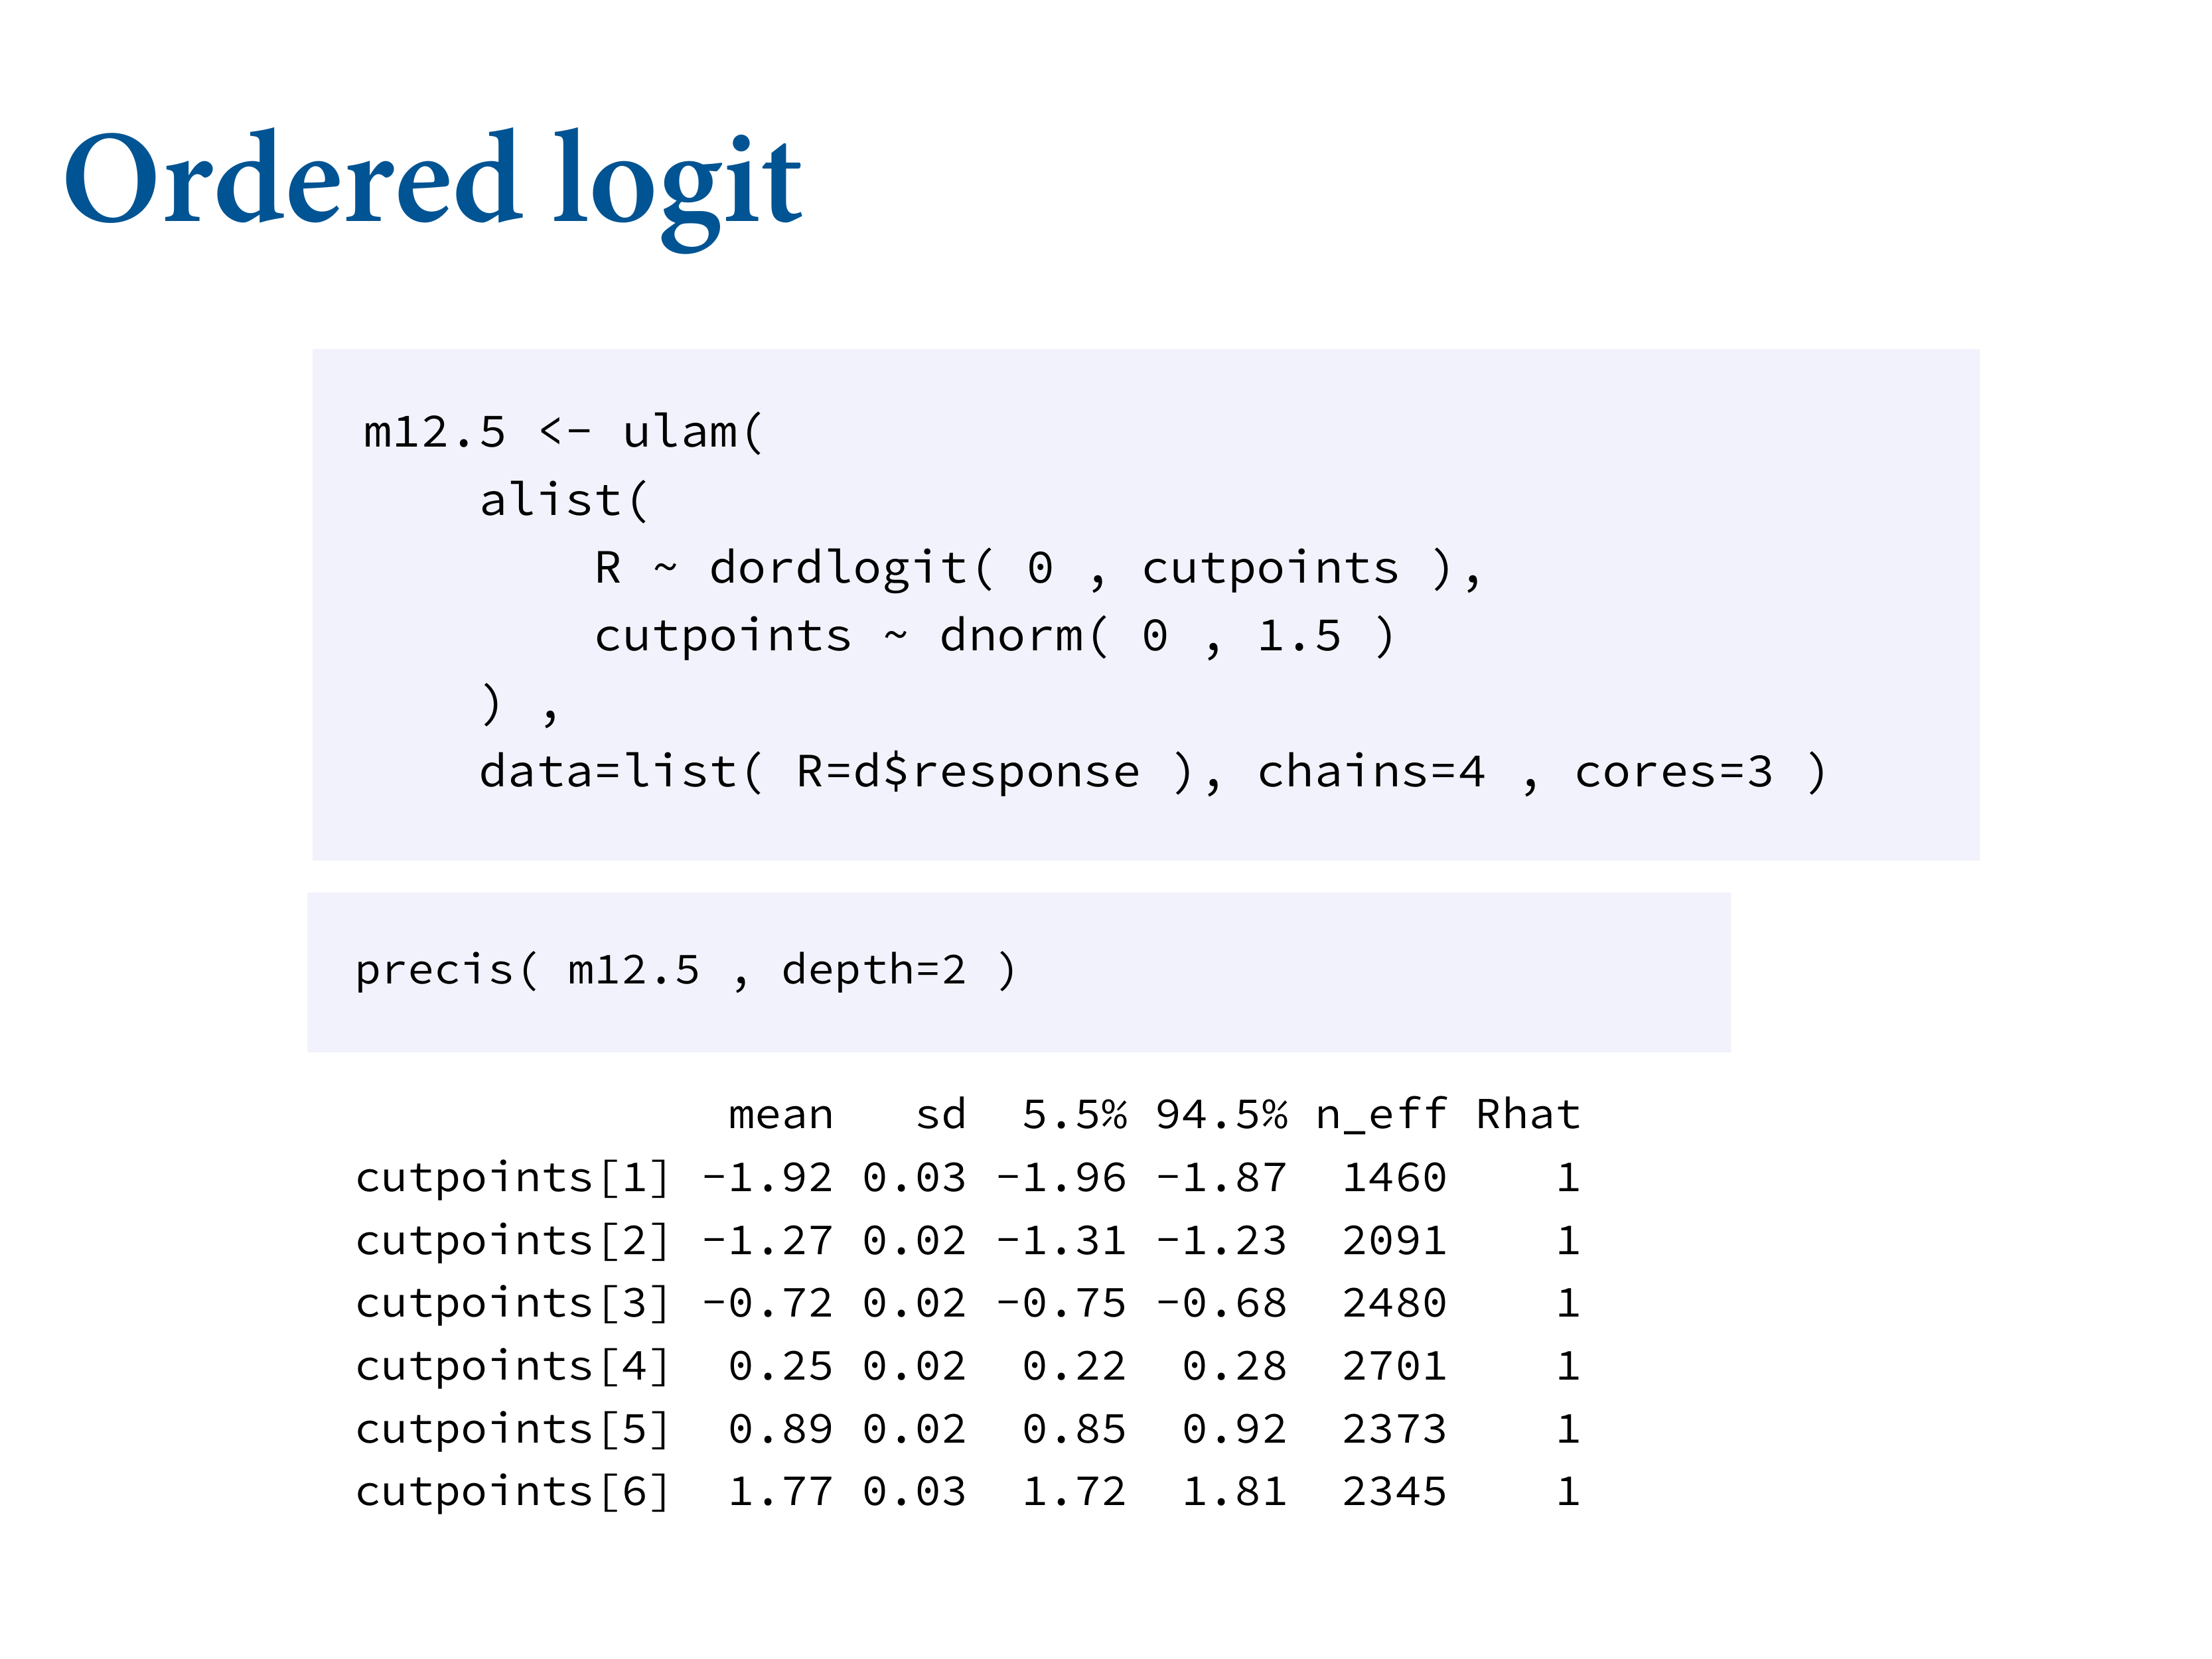 Ordered logit
m12.5 <- ulam(
    alist(
        R ~ dordlogit( 0 , cutpoints ),
        cutpoints ~ dnorm( 0 , 1.5 )
    ) ,
    data=list( R=d$response ), chains=4 , cores=3 )
precis( m12.5 , depth=2 )
              mean   sd  5.5% 94.5% n_eff Rhat
cutpoints[1] −1.92 0.03 −1.96 −1.87  1460    1
cutpoints[2] −1.27 0.02 −1.31 −1.23  2091    1
cutpoints[3] −0.72 0.02 −0.75 −0.68  2480    1
cutpoints[4]  0.25 0.02  0.22  0.28  2701    1
cutpoints[5]  0.89 0.02  0.85  0.92  2373    1
cutpoints[6]  1.77 0.03  1.72  1.81  2345    1